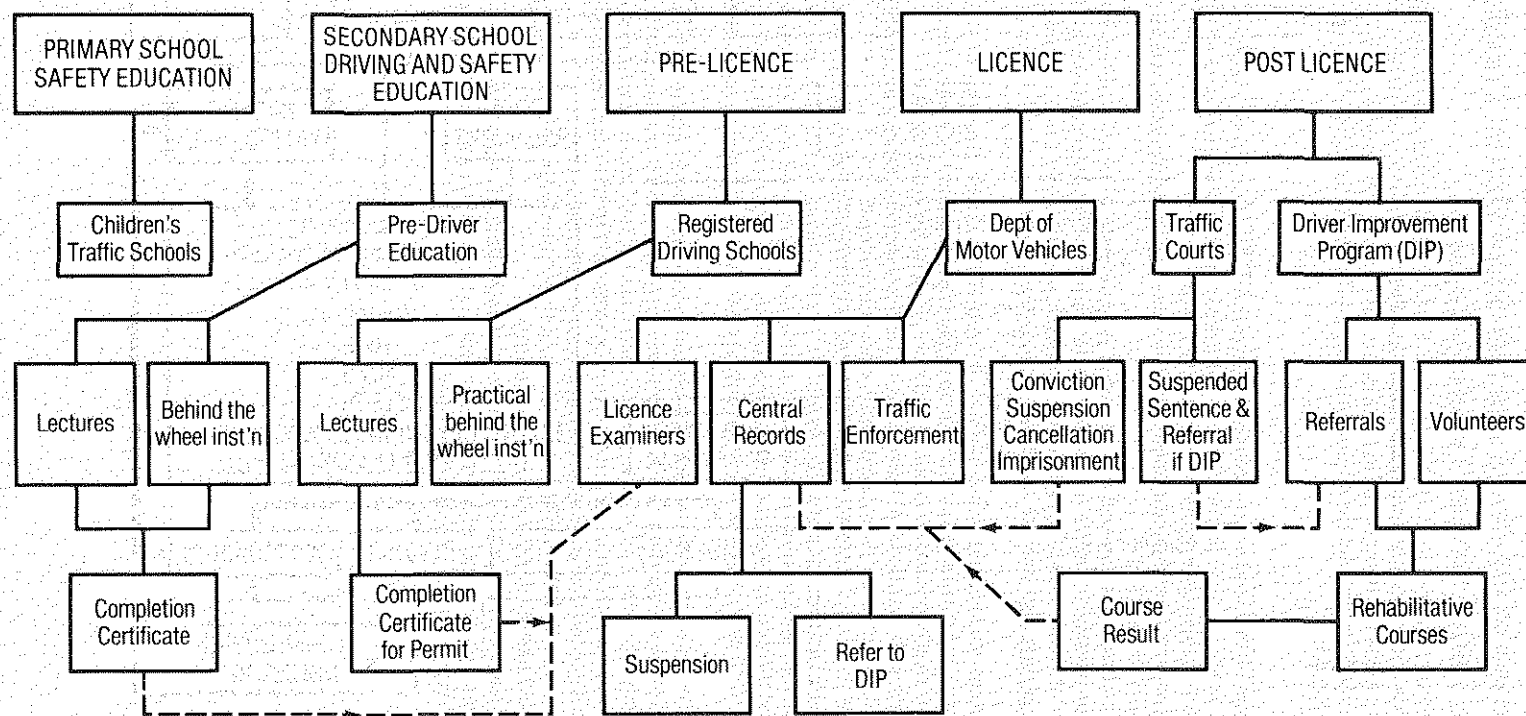 PRIMARY SCHOOL
SAFETY EDUCATION
SECONDARY SCHOOL
DRIVING AND SAFETY
EDUCATION
PRE-LICENCE
LICENCE
POST LICENCE
Children's
Traffic Schools
Pre-Driver
Education
Registered
Driving Schools
Dept of
Motor Vehicles
Traffic
Courts
Driver Improvement
Program (DIP)
Lectures
Behind the
wheel inst'n
Lectures
Practical
behind the
wheel inst'n
Licence
Examiners
Central
Records
Traffic
Enforcement
Conviction
Suspension
Cancellation
Imprisonment
Suspended
Sentence &
Referral
if DIP
Referrals
Volunteers
Completion
Certificate
Completion
Certificate
for Permit
Suspension
Refer to
DIP
Course
Result
Rehabilitative
Courses